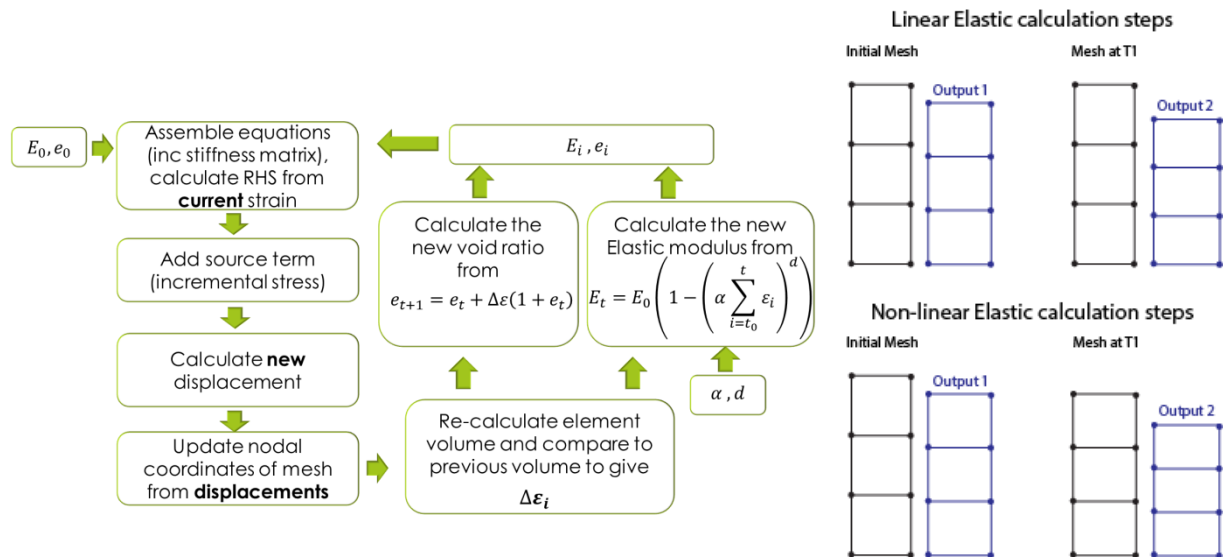 E₀, e₀
Assemble equations
(inc stiffness matrix),
calculate RHS from
current strain
Add source term
(incremental stress)
Calculate new
displacement
Update nodal
coordinates of mesh
from displacements
Re-calculate element
volume and compare to
previous volume to give
Δεᵢ
Calculate the
new void ratio
from
eₜ₊₁ = eₜ + Δε(1 + eₜ)
Calculate the new
Elastic modulus from
Eₜ = E₀(1 − (α ∑ᵢ₌ₜ₀ᵗ εᵢ)ᵈ)
α , d
Eᵢ , eᵢ
Linear Elastic calculation steps
Initial Mesh
Output 1
Mesh at T1
Output 2
Non-linear Elastic calculation steps
Initial Mesh
Output 1
Mesh at T1
Output 2